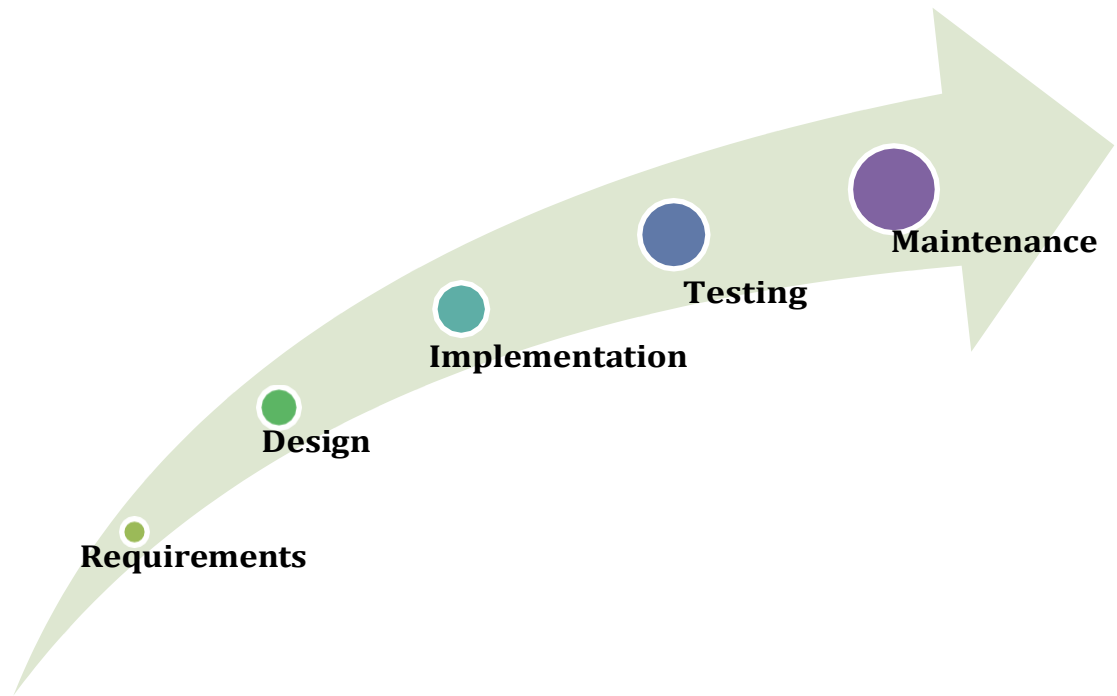 Maintenance
Testing
Implementation
Design
Requirements